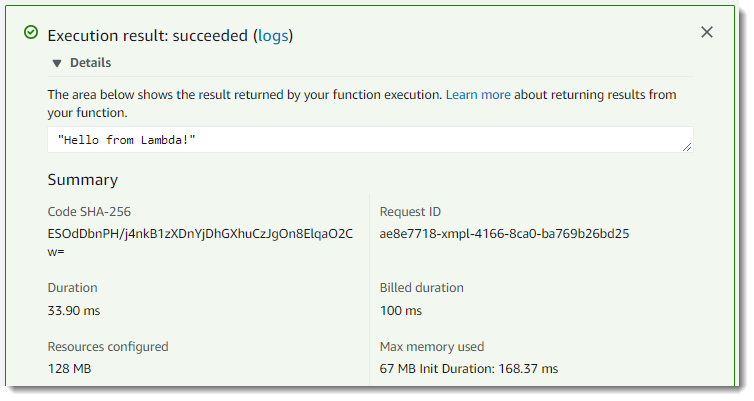 Execution result: succeeded (logs)
Details
The area below shows the result returned by your function execution. Learn more about returning results from
your function.
"Hello from Lambda!"
Summary
Code SHA-256
ESOdDbnPH/j4nkB1zXDnYjDhGXhuCzJgOn8ElqaO2C
w=
Request ID
ae8e7718-xmpl-4166-8ca0-ba769b26bd25
Duration
33.90 ms
Billed duration
100 ms
Resources configured
128 MB
Max memory used
67 MB Init Duration: 168.37 ms